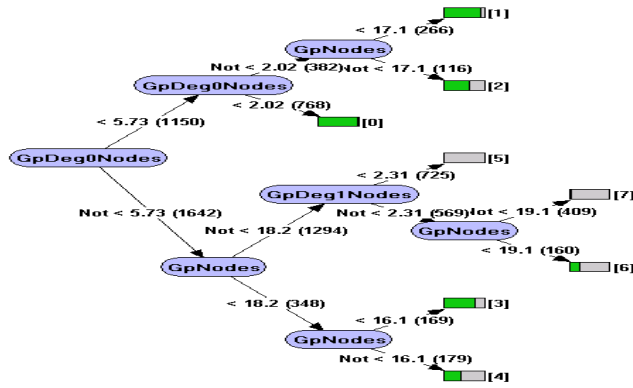 < 17.1 (266)
[1]
GpNodes
Not < 2.02 (382)
Not < 17.1 (116)
[2]
GpDeg0Nodes
< 2.02 (768)
[0]
< 5.73 (1150)
GpDeg0Nodes
[5]
< 2.31 (725)
GpDeg1Nodes
[7]
Not < 2.31 (569)
Not < 19.1 (409)
Not < 5.73 (1642)
Not < 18.2 (1294)
GpNodes
< 19.1 (160)
GpNodes
[6]
< 18.2 (348)
[3]
< 16.1 (169)
GpNodes
Not < 16.1 (179)
[4]